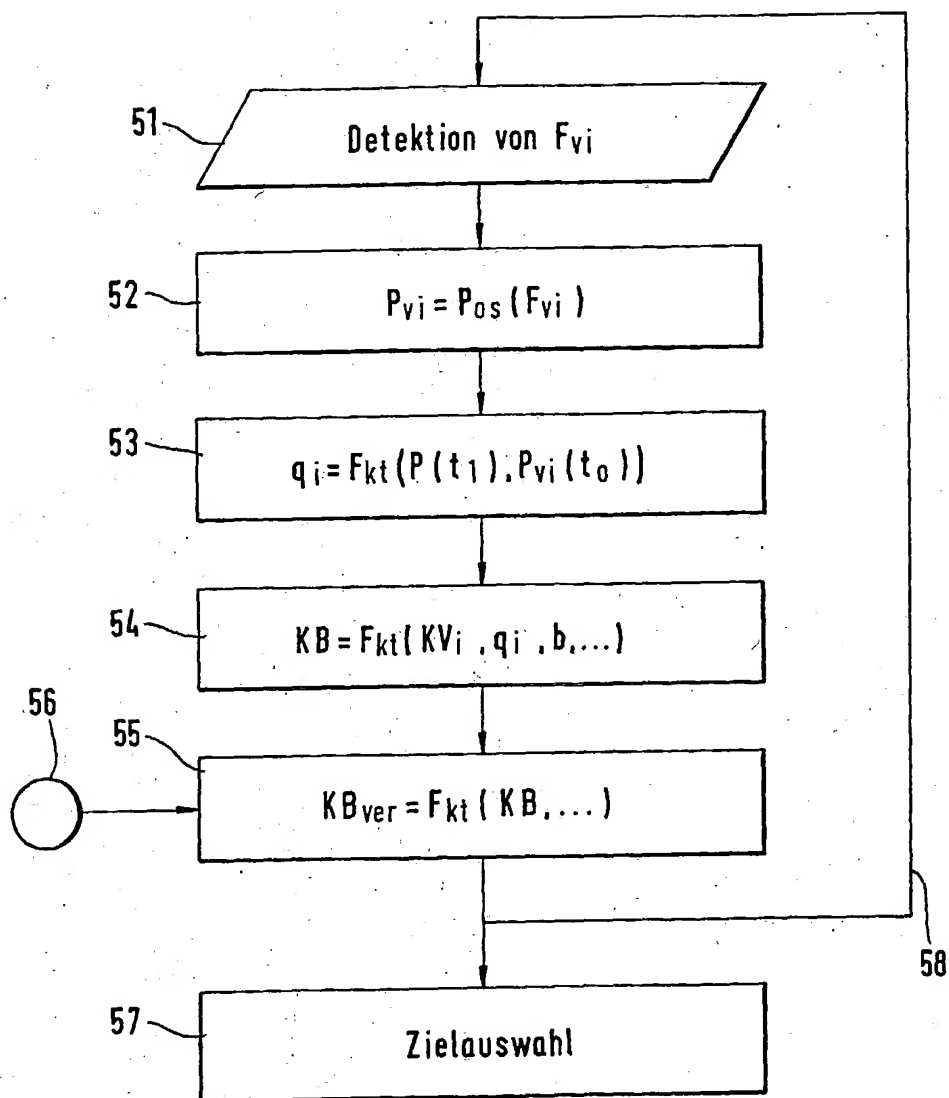 51
Detektion von Fvi
52
Pvi = Pos ( Fvi )
53
qi = Fkt ( P ( t1 ) , Pvi ( to ) )
54
KB = Fkt ( KVi , qi , b , ... )
56
55
KBver = Fkt ( KB , ... )
58
57
Zielauswahl